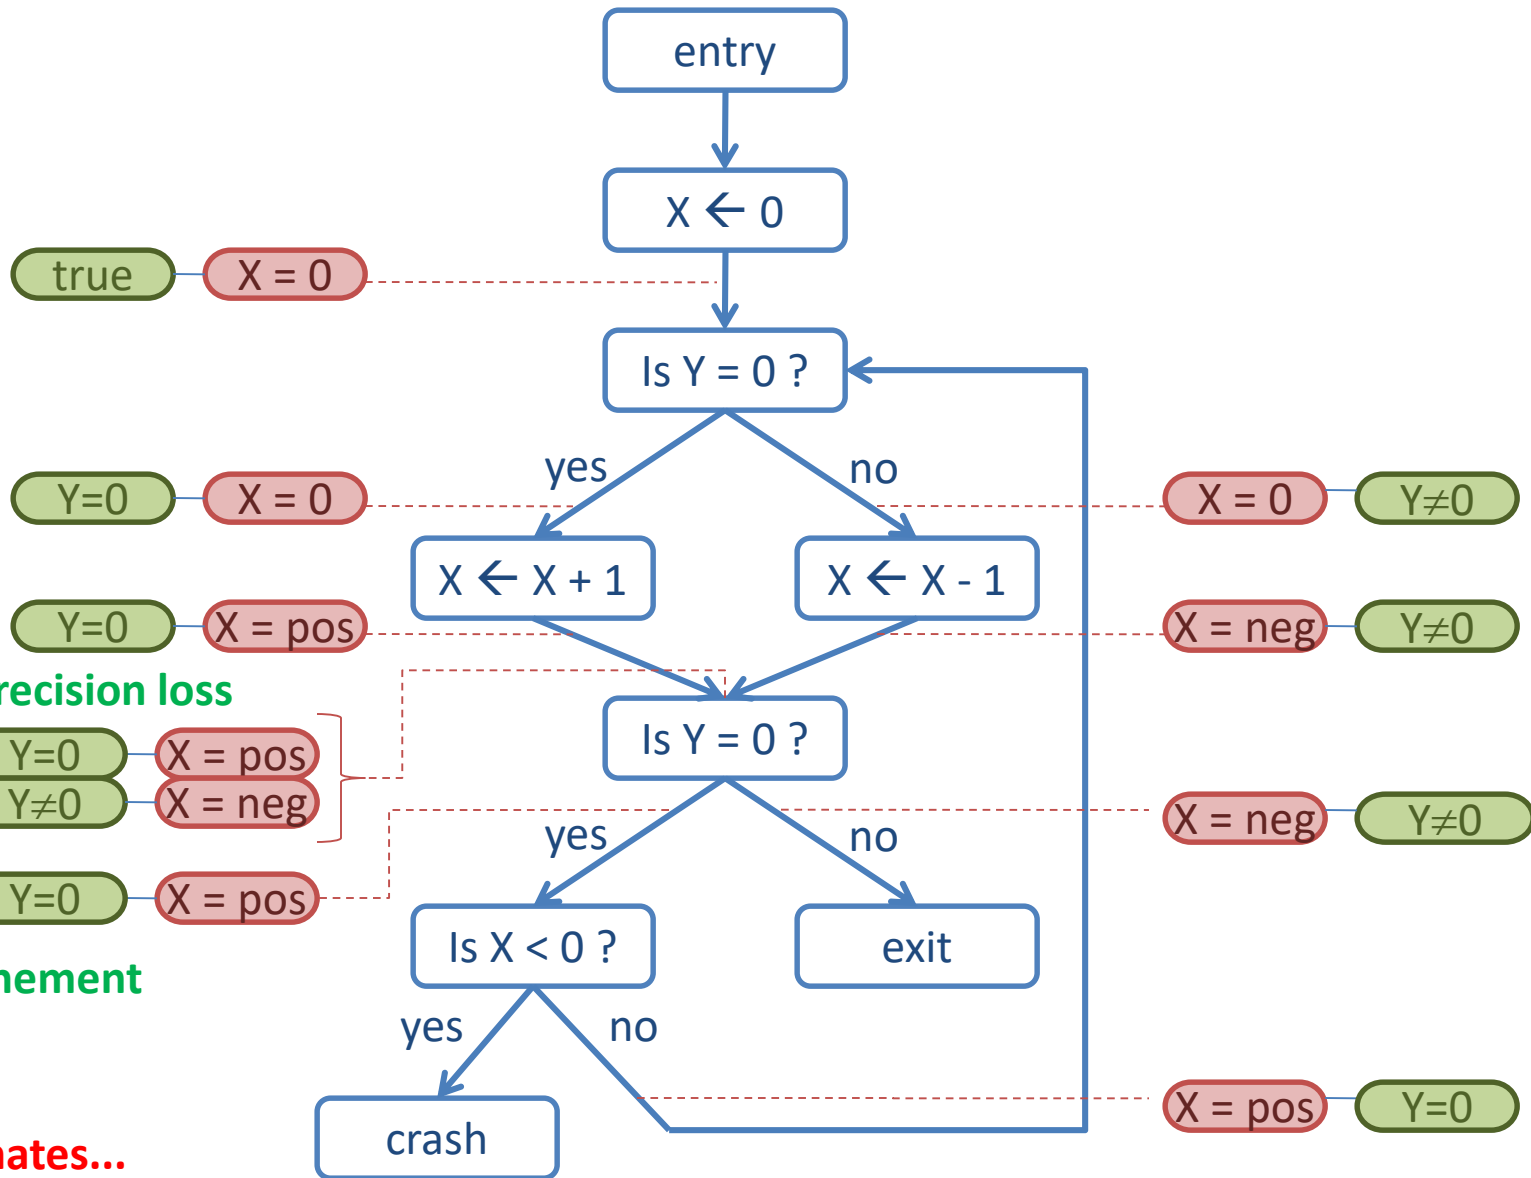 entry
X ← 0
true X = 0
Is Y = 0 ?
yes no
Y=0 X = 0
X = 0 Y≠0
X ← X + 1
X ← X - 1
Y=0 X = pos
X = neg Y≠0
recision loss
Is Y = 0 ?
Y=0 X = pos
Y≠0 X = neg
X = neg Y≠0
yes no
Y=0 X = pos
Is X < 0 ?
exit
nement
yes no
X = pos Y=0
crash
nates...